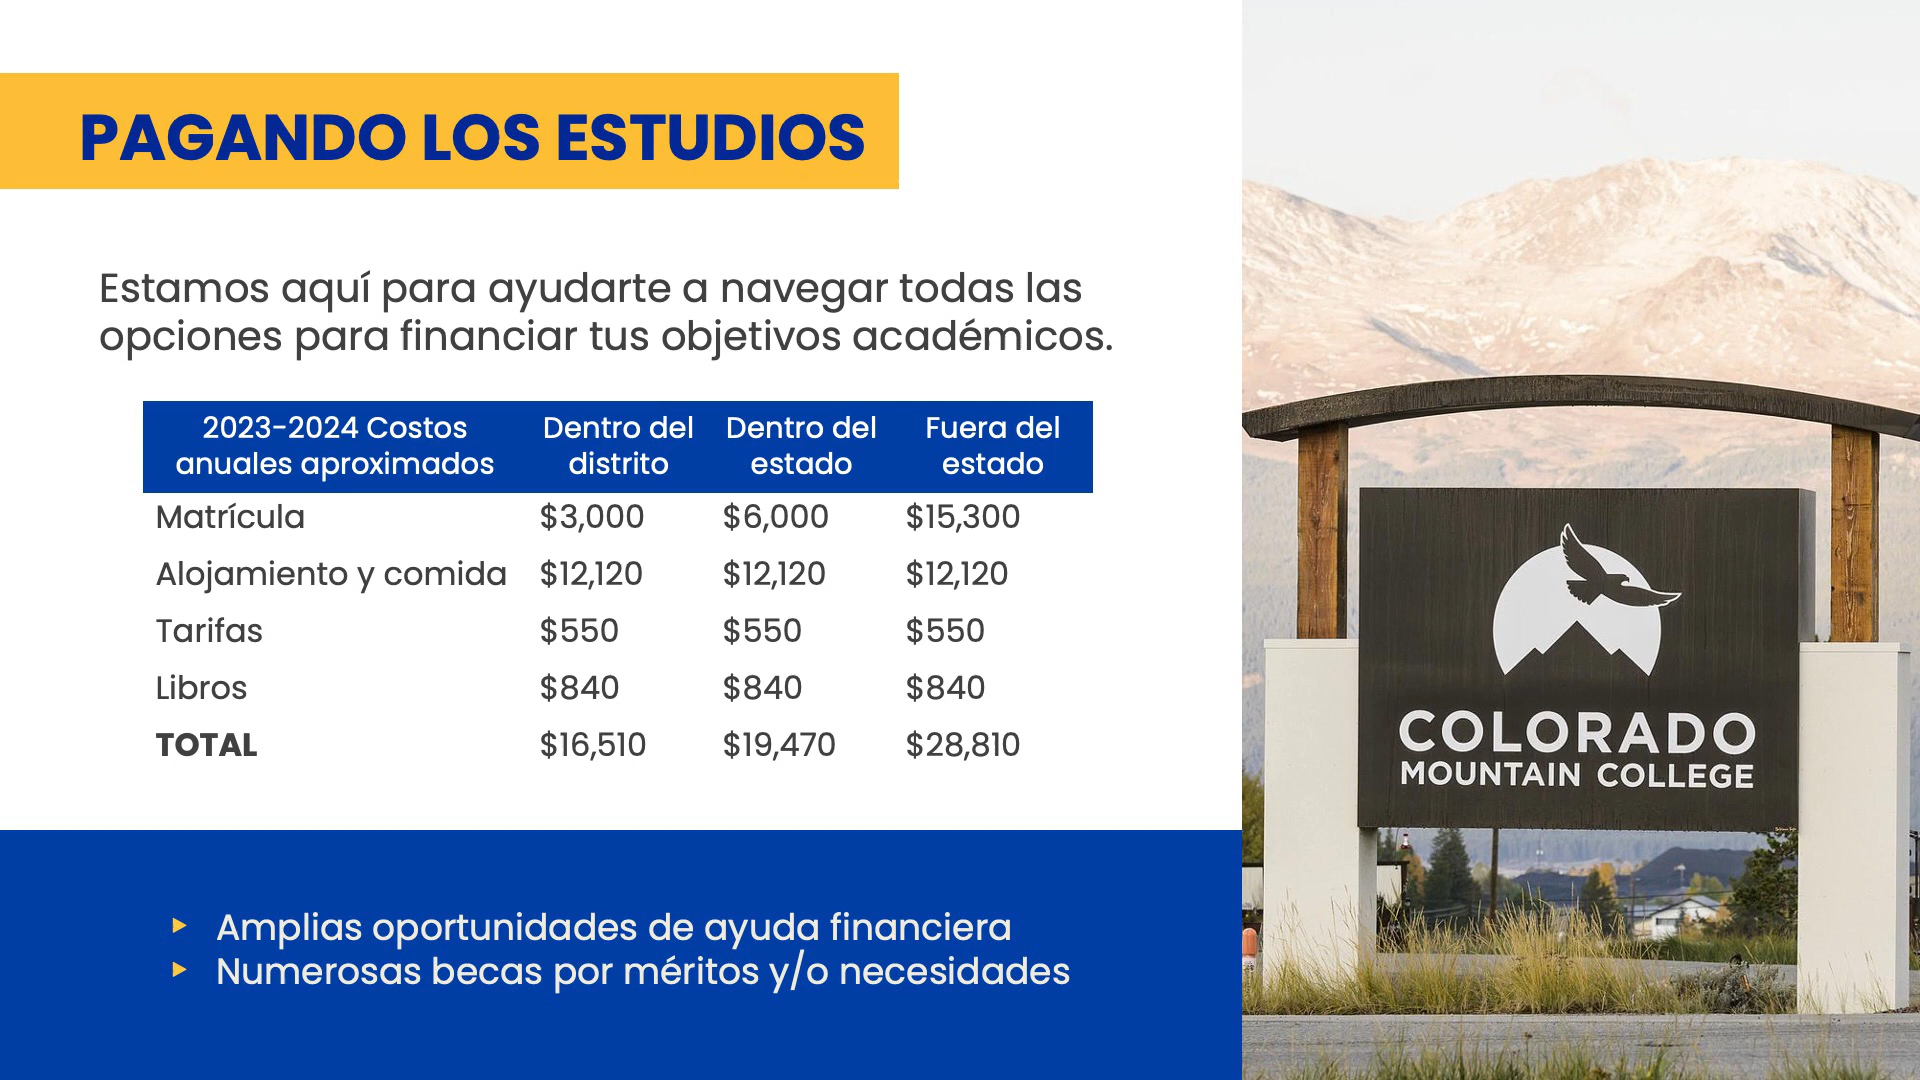 PAGANDO LOS ESTUDIOS
Estamos aquí para ayudarte a navegar todas las
opciones para financiar tus objetivos académicos.
2023-2024 Costos anuales aproximados Dentro del distrito Dentro del estado Fuera del estado
Matrícula $3,000 $6,000 $15,300
Alojamiento y comida $12,120 $12,120 $12,120
Tarifas $550 $550 $550
Libros $840 $840 $840
TOTAL $16,510 $19,470 $28,810
Amplias oportunidades de ayuda financiera
Numerosas becas por méritos y/o necesidades
COLORADO
MOUNTAIN COLLEGE